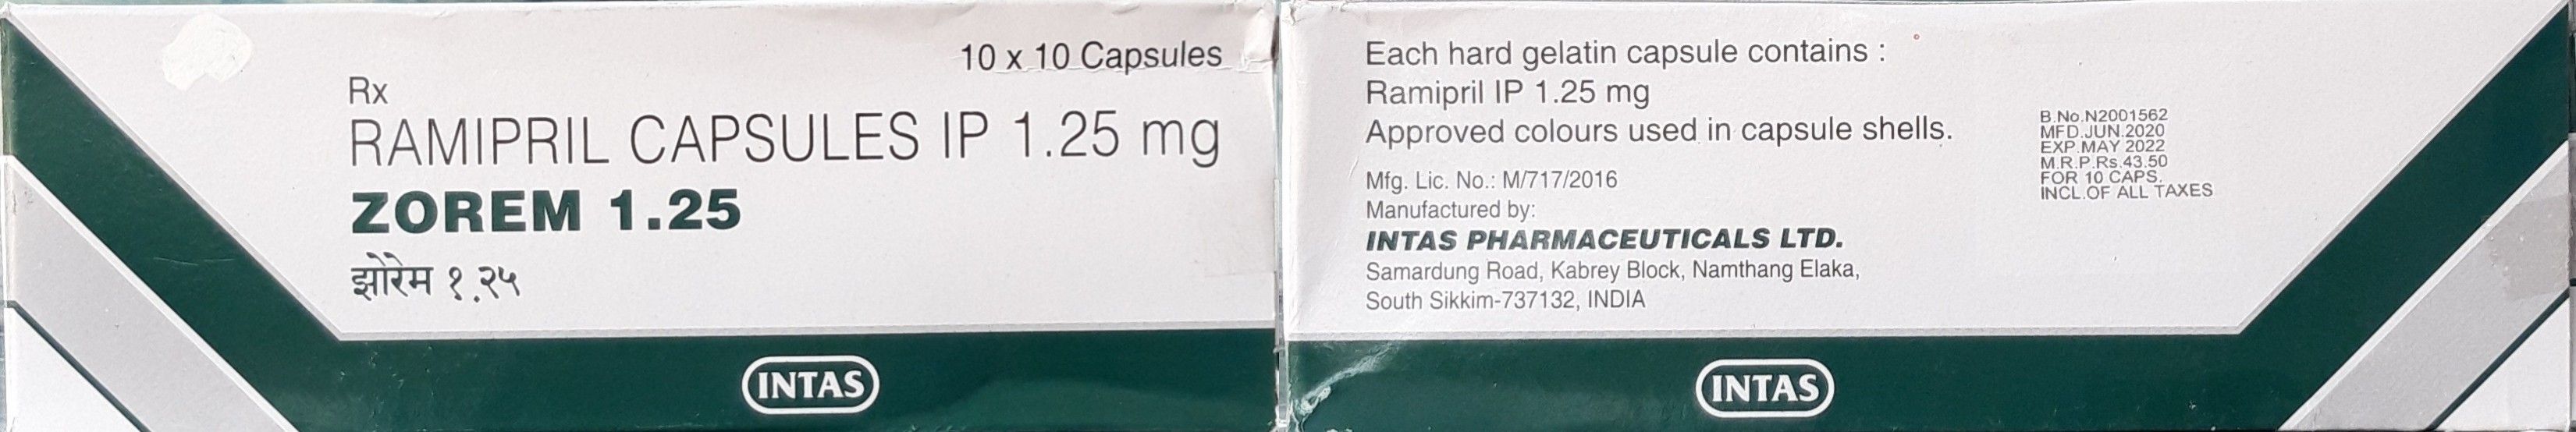 10 x 10 Capsules
Rx
RAMIPRIL CAPSULES IP 1.25 mg
ZOREM 1.25
झोरेम १.२५
INTAS
Each hard gelatin capsule contains :
Ramipril IP 1.25 mg
Approved colours used in capsule shells.
Mfg. Lic. No.: M/717/2016
Manufactured by:
INTAS PHARMACEUTICALS LTD.
Samardung Road, Kabrey Block, Namthang Elaka,
South Sikkim-737132, INDIA
B.No.N2001562
MFD.JUN.2020
EXP.MAY 2022
M.R.P.Rs.43.50
FOR 10 CAPS.
INCL.OF ALL TAXES
INTAS